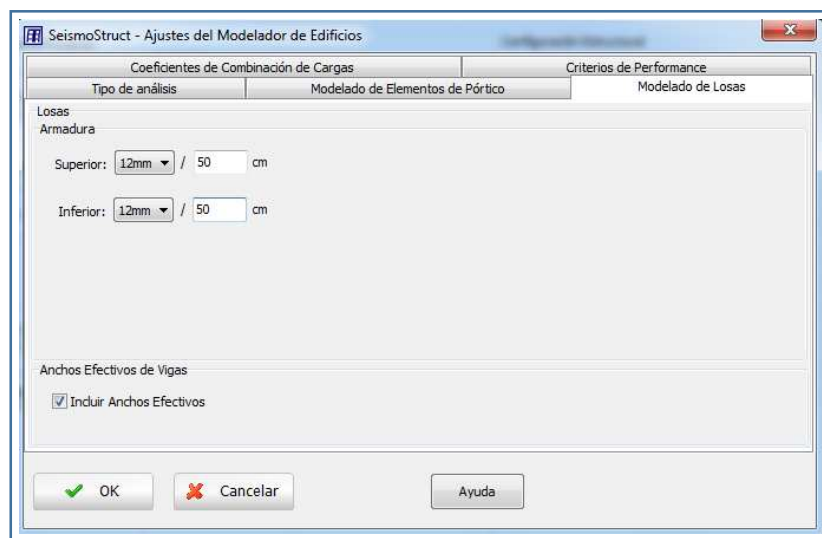 SeismoStruct - Ajustes del Modelador de Edificios
Coeficientes de Combinación de Cargas Criterios de Performance
Tipo de análisis Modelado de Elementos de Pórtico Modelado de Losas
Losas
Armadura
Superior: 12mm / 50 cm
Inferior: 12mm / 50 cm
Anchos Efectivos de Vigas
Incluir Anchos Efectivos
OK Cancelar Ayuda